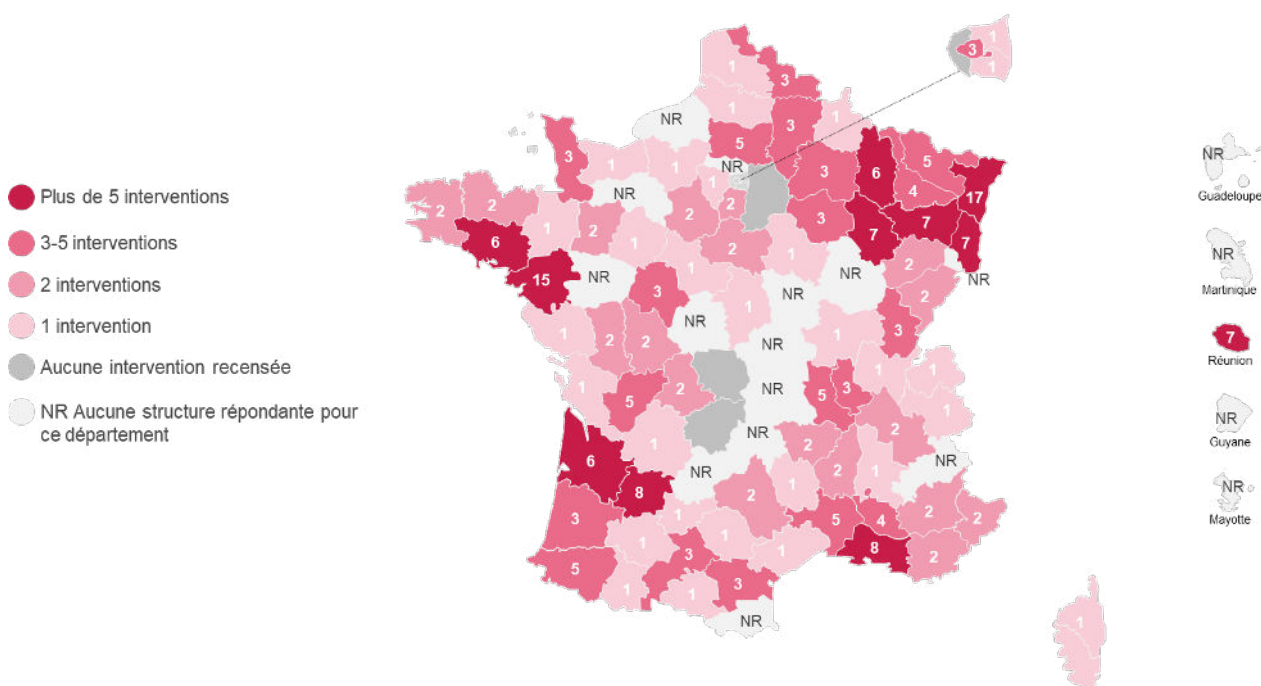 Plus de 5 interventions
3-5 interventions
2 interventions
1 intervention
Aucune intervention recensée
NR Aucune structure répondante pour
ce département
1
3
1
1
3
1
3
1
NR
3
5
3
1
1
NR
3
6
5
4
17
NR
1
2
2
2
3
7
7
7
2
2
6
1
2
1
2
1
NR
2
NR
15
NR
3
1
1
NR
2
3
1
2
2
NR
NR
1
1
1
1
5
2
NR
5
3
1
6
1
NR
2
2
NR
8
NR
2
1
2
1
3
1
5
4
2
2
1
1
3
1
8
2
5
1
1
3
NR
1
NR
Guadeloupe
NR
Martinique
7
Réunion
NR
Guyane
NR
Mayotte